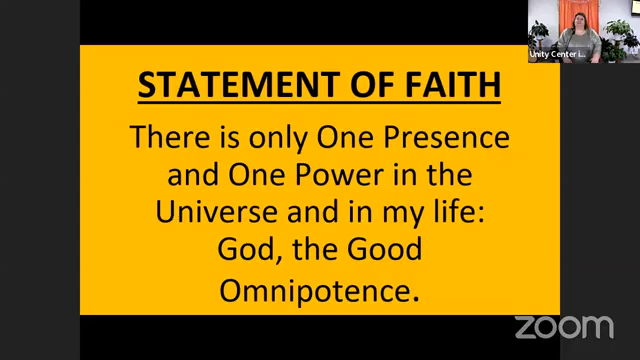 STATEMENT OF FAITH
There is only One Presence
and One Power in the
Universe and in my life:
God, the Good
Omnipotence.
Unity Center i...
zoom